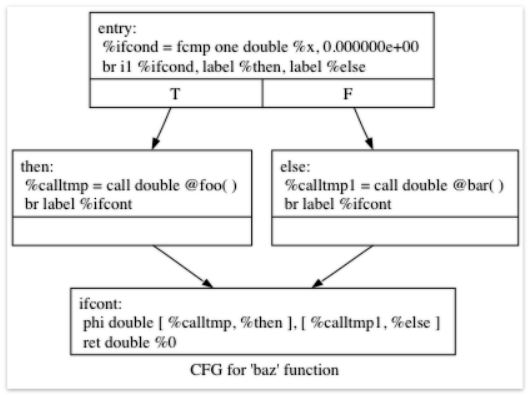 entry:
%ifcond = fcmp one double %x, 0.000000e+00
br i1 %ifcond, label %then, label %else
T F
then:
%calltmp = call double @foo( )
br label %ifcont
else:
%calltmp1 = call double @bar( )
br label %ifcont
ifcont:
phi double [ %calltmp, %then ], [ %calltmp1, %else ]
ret double %0
CFG for 'baz' function